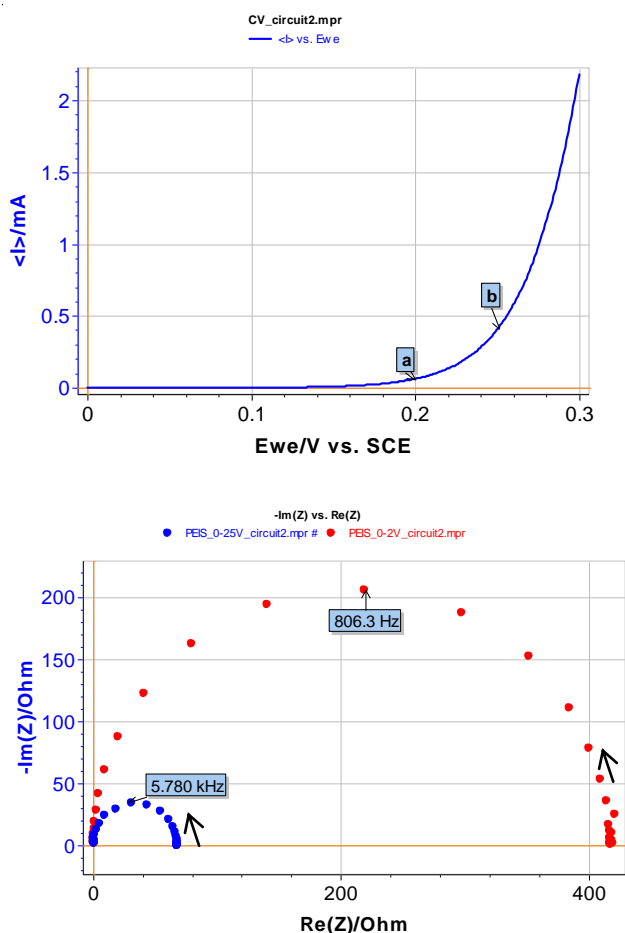 CV_circuit2.mpr
<I> vs. Ewe
2
1.5
1
0.5
0
<I>/mA
a
b
0 0.1 0.2 0.3
Ewe/V vs. SCE
-Im(Z) vs. Re(Z)
PEIS_0-25V_circuit2.mpr # PEIS_0-2V_circuit2.mpr
200
150
100
50
0
-Im(Z)/Ohm
806.3 Hz
5.780 kHz
0 200 400
Re(Z)/Ohm